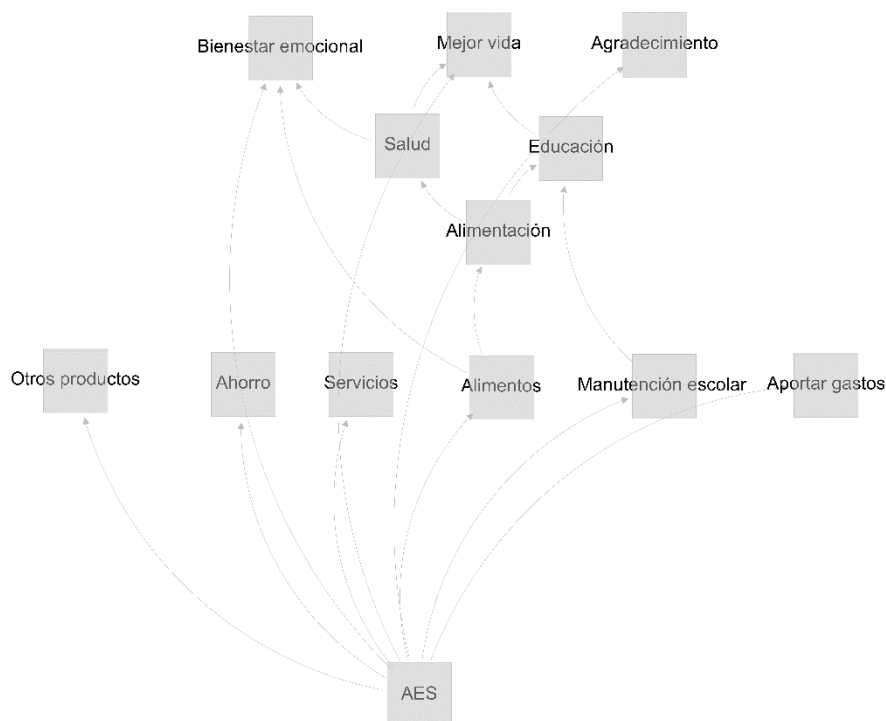 Bienestar emocional
Mejor vida
Agradecimiento
Salud
Educación
Alimentación
Otros productos
Ahorro
Servicios
Alimentos
Manutención escolar
Aportar gastos
AES